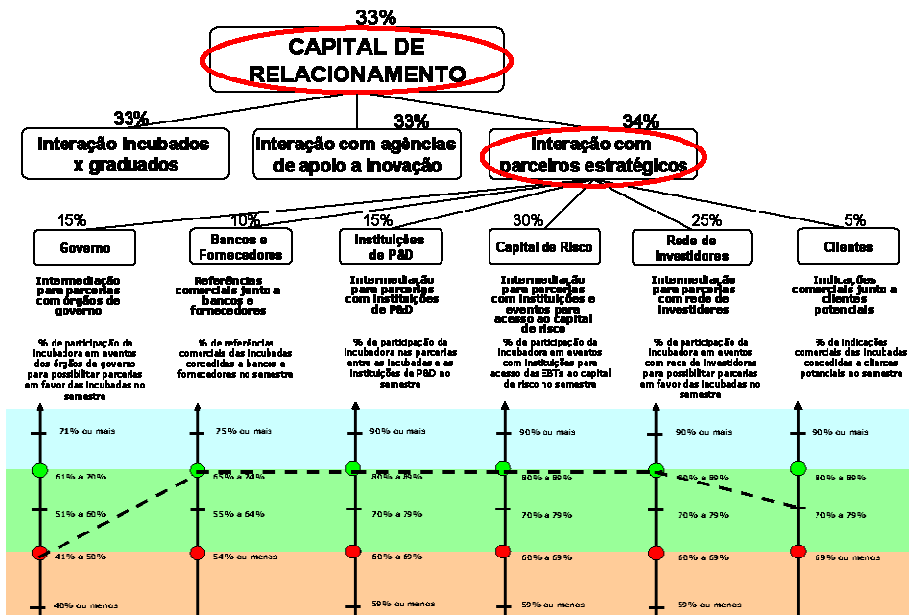 33%
CAPITAL DE
RELACIONAMENTO
33%
33%
34%
Interação incubados
x graduados
Interação com agências
de apoio a inovação
Interação com
parceiros estratégicos
15%
10%
15%
30%
25%
5%
Governo
Bancos e
Fornecedores
Instituições
de P&D
Capital de Risco
Rede de
Investidores
Clientes
Intermediação
para parcerias
com órgãos de
governo
Referências
comerciais junto a
bancos e
fornecedores
Intermediação
para parcerias
com instituições
de P&D
Intermediação
para parcerias
com instituições e
eventos para
acesso ao capital
de risco
Intermediação
para parcerias
com rede de
investidores
Indicações
comerciais junto a
clientes
potenciais
% de participação da
incubadora em eventos
dos órgãos de governo
para possibilitar parcerias
em favor das incubadas no
semestre
% de referências
comerciais das incubadas
concedidas a bancos e
fornecedores no semestre
% de participação da
incubadora nas parcerias
entre as incubadas e as
instituições de P&D no
semestre
% de participação da
incubadora em eventos
com instituições para
acesso das EBTs ao capital
de risco no semestre
% de participação da
incubadora em eventos
com rede de investidores
para possibilitar parcerias
em favor das incubadas no
semestre
% de indicações
comerciais das incubadas
concedidas a clientes
potenciais ao semestre
71% ou mais
75% ou mais
90% ou mais
90% ou mais
90% ou mais
90% ou mais
61% a 70%
65% a 74%
80% a 89%
80% a 89%
80% a 89%
80% a 89%
51% a 60%
55% a 64%
70% a 79%
70% a 79%
70% a 79%
70% a 79%
41% a 50%
54% ou menos
60% a 69%
60% a 69%
60% a 69%
69% ou menos
40% ou menos
59% ou menos
59% ou menos
59% ou menos